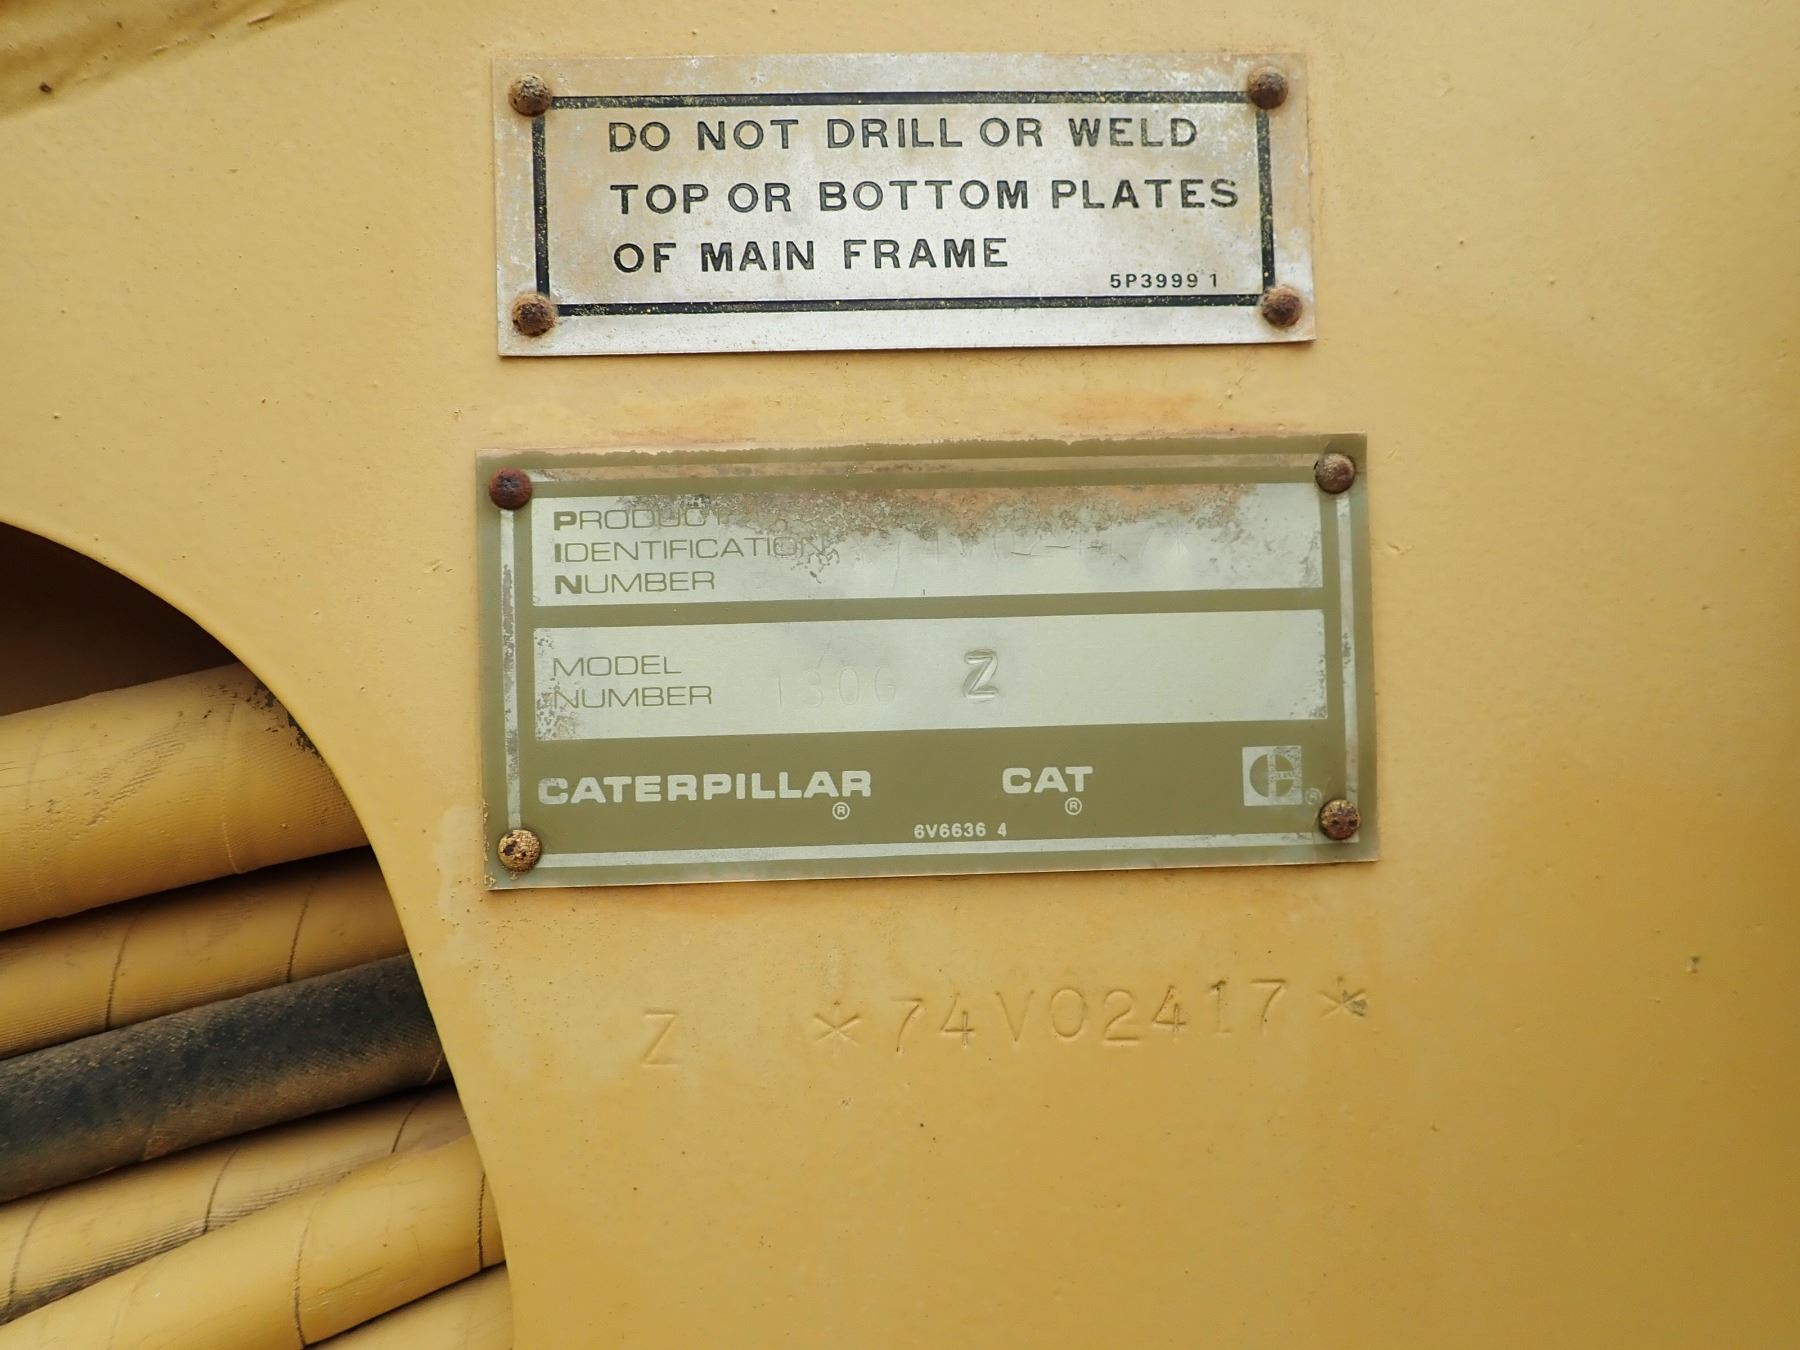 DO NOT DRILL OR WELD
TOP OR BOTTOM PLATES
OF MAIN FRAME
5P3999 1
PRODUCT
IDENTIFICATION
NUMBER
MODEL
NUMBER 130G Z
CATERPILLAR ® CAT ® ®
6V6636 4
Z *74V02417*